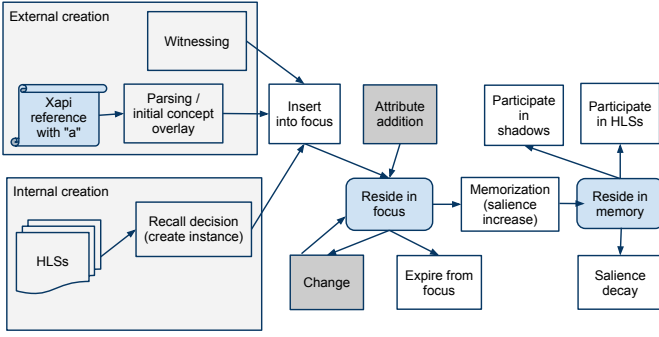 External creation
Witnessing
Xapi
reference
with "a"
Parsing /
initial concept
overlay
Insert
into focus
Attribute
addition
Participate
in shadows
Participate
in HLSs
Internal creation
HLSs
Recall decision
(create instance)
Reside in
focus
Memorization
(salience
increase)
Reside in
memory
Change
Expire from
focus
Salience
decay